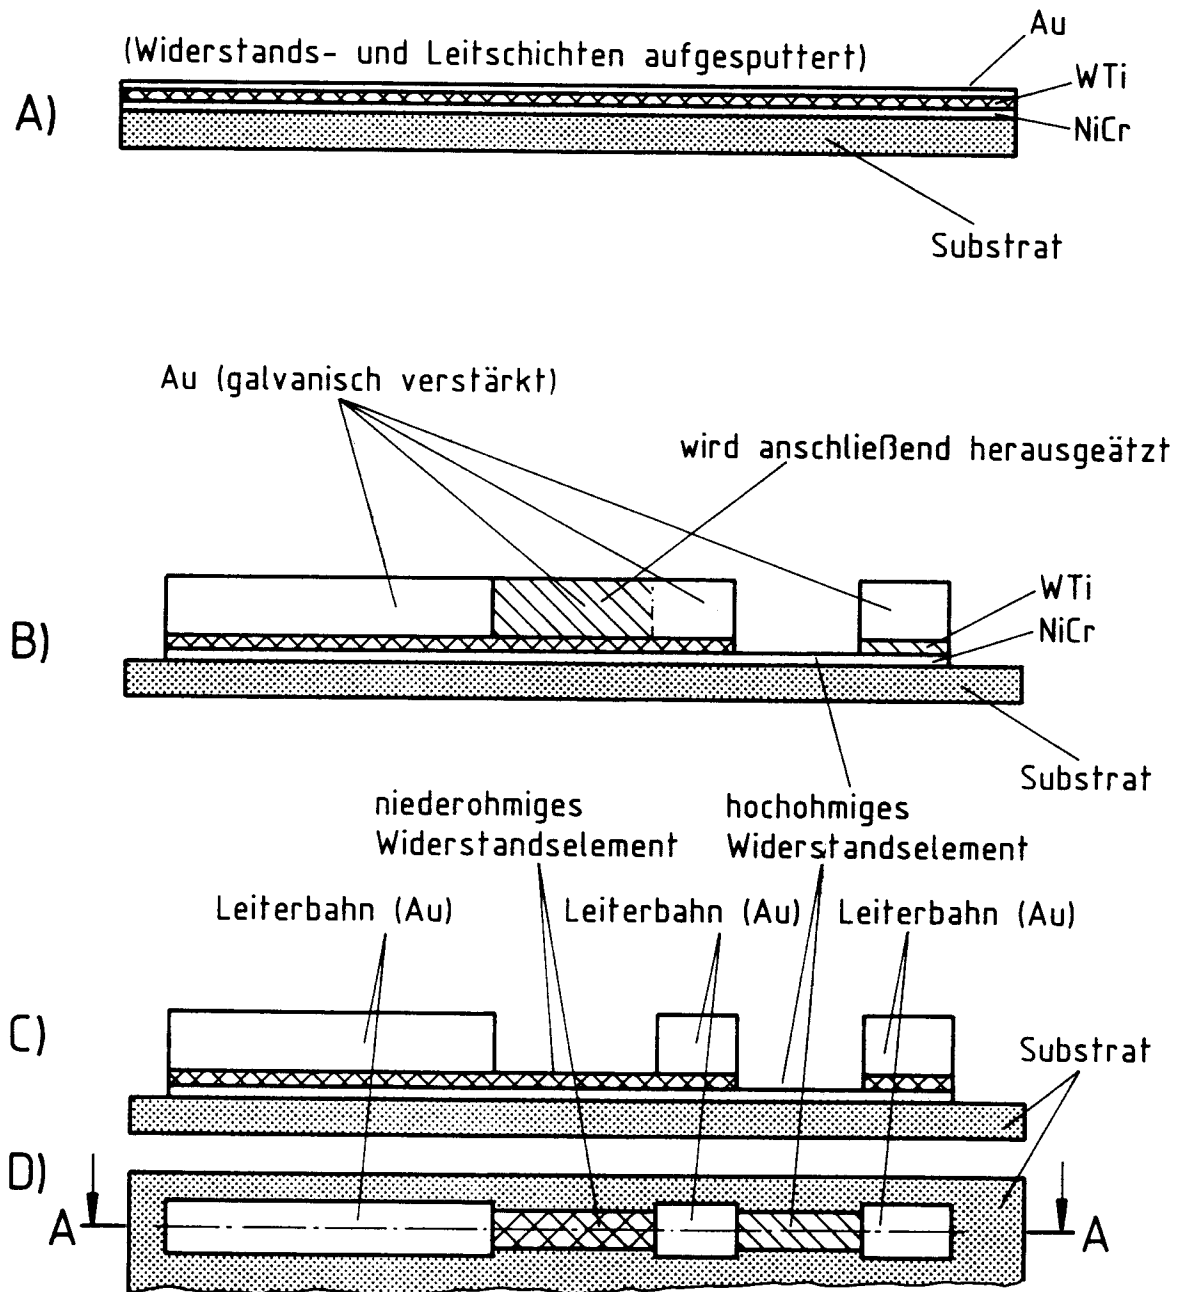 (Widerstands- und Leitschichten aufgesputtert)
Au
WTi
NiCr
A)
Substrat
Au (galvanisch verstärkt)
wird anschließend herausgeätzt
WTi
NiCr
B)
Substrat
niederohmiges
Widerstandselement
hochohmiges
Widerstandselement
Leiterbahn (Au)
Leiterbahn (Au)
Leiterbahn (Au)
C)
Substrat
D)
A
A